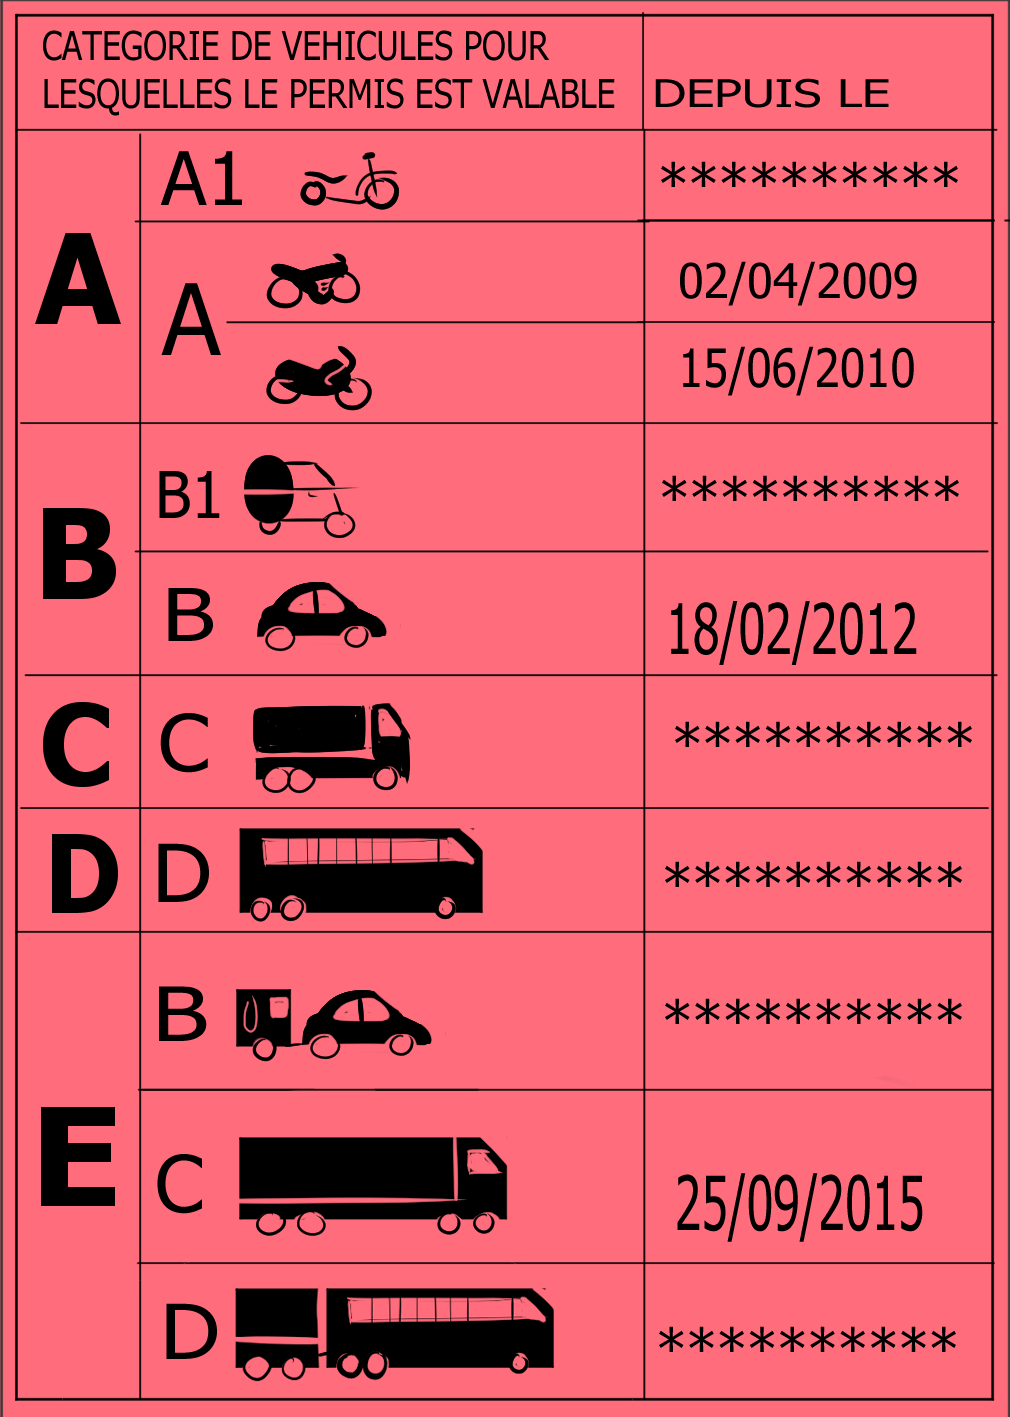 CATEGORIE DE VEHICULES POUR
LESQUELLES LE PERMIS EST VALABLE
DEPUIS LE
A
A1 **********
A
02/04/2009
15/06/2010
B
B1 **********
B 18/02/2012
C
C **********
D
D **********
E
B **********
C 25/09/2015
D **********